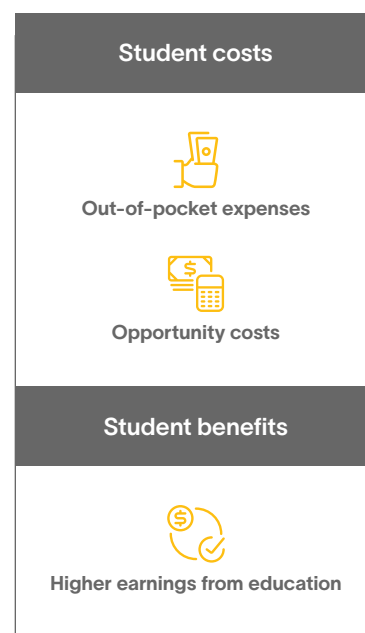 Student costs
Out-of-pocket expenses
$
Opportunity costs
Student benefits
$
Higher earnings from education